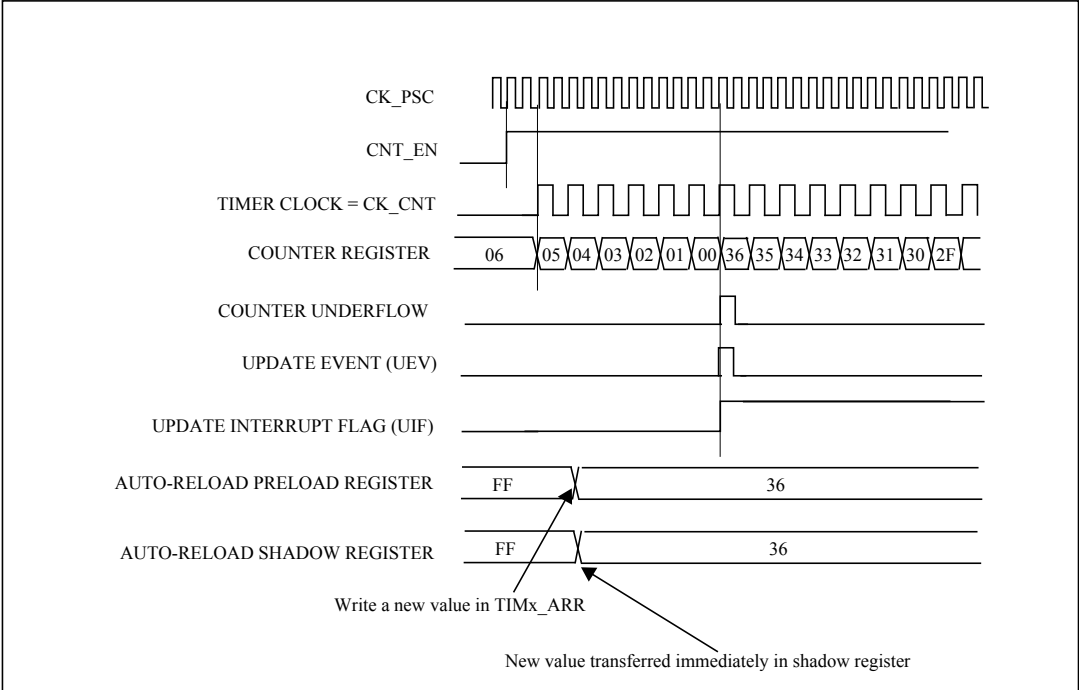 CK_PSC
CNT_EN
TIMER CLOCK = CK_CNT
COUNTER REGISTER 06 05 04 03 02 01 00 36 35 34 33 32 31 30 2F
COUNTER UNDERFLOW
UPDATE EVENT (UEV)
UPDATE INTERRUPT FLAG (UIF)
AUTO-RELOAD PRELOAD REGISTER FF 36
AUTO-RELOAD SHADOW REGISTER FF 36
Write a new value in TIMx_ARR
New value transferred immediately in shadow register